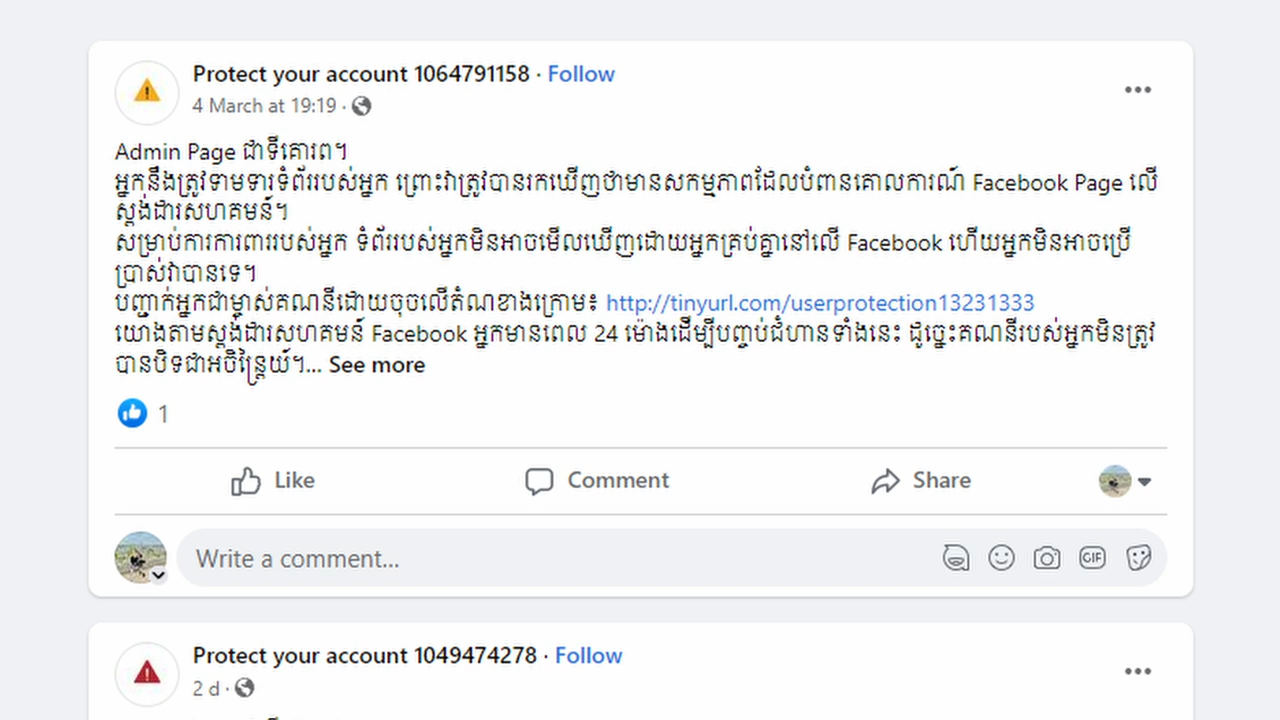 Protect your account 1064791158 · Follow
4 March at 19:19 ·
Admin Page ជាទីគោរព។
អ្នកនឹងត្រូវទាមទារទំព័ររបស់អ្នក ព្រោះវាត្រូវបានរកឃើញថាមានសកម្មភាពដែលបំពានគោលការណ៍ Facebook Page លើ
ស្តង់ដារសហគមន៍។
សម្រាប់ការការពាររបស់អ្នក ទំព័ររបស់អ្នកមិនអាចមើលឃើញដោយអ្នកគ្រប់គ្នានៅលើ Facebook ហើយអ្នកមិនអាចប្រើ
ប្រាស់វាបានទេ។
បញ្ជាក់អ្នកជាម្ចាស់គណនីដោយចុចលើតំណខាងក្រោម៖ http://tinyurl.com/userprotection13231333
យោងតាមស្តង់ដារសហគមន៍ Facebook អ្នកមានពេល 24 ម៉ោងដើម្បីបញ្ចប់ជំហានទាំងនេះ ដូច្នេះគណនីរបស់អ្នកមិនត្រូវ
បានបិទជាអចិន្ត្រៃយ៍។... See more
1
Like Comment Share
Write a comment...
GIF
Protect your account 1049474278 · Follow
2 d ·